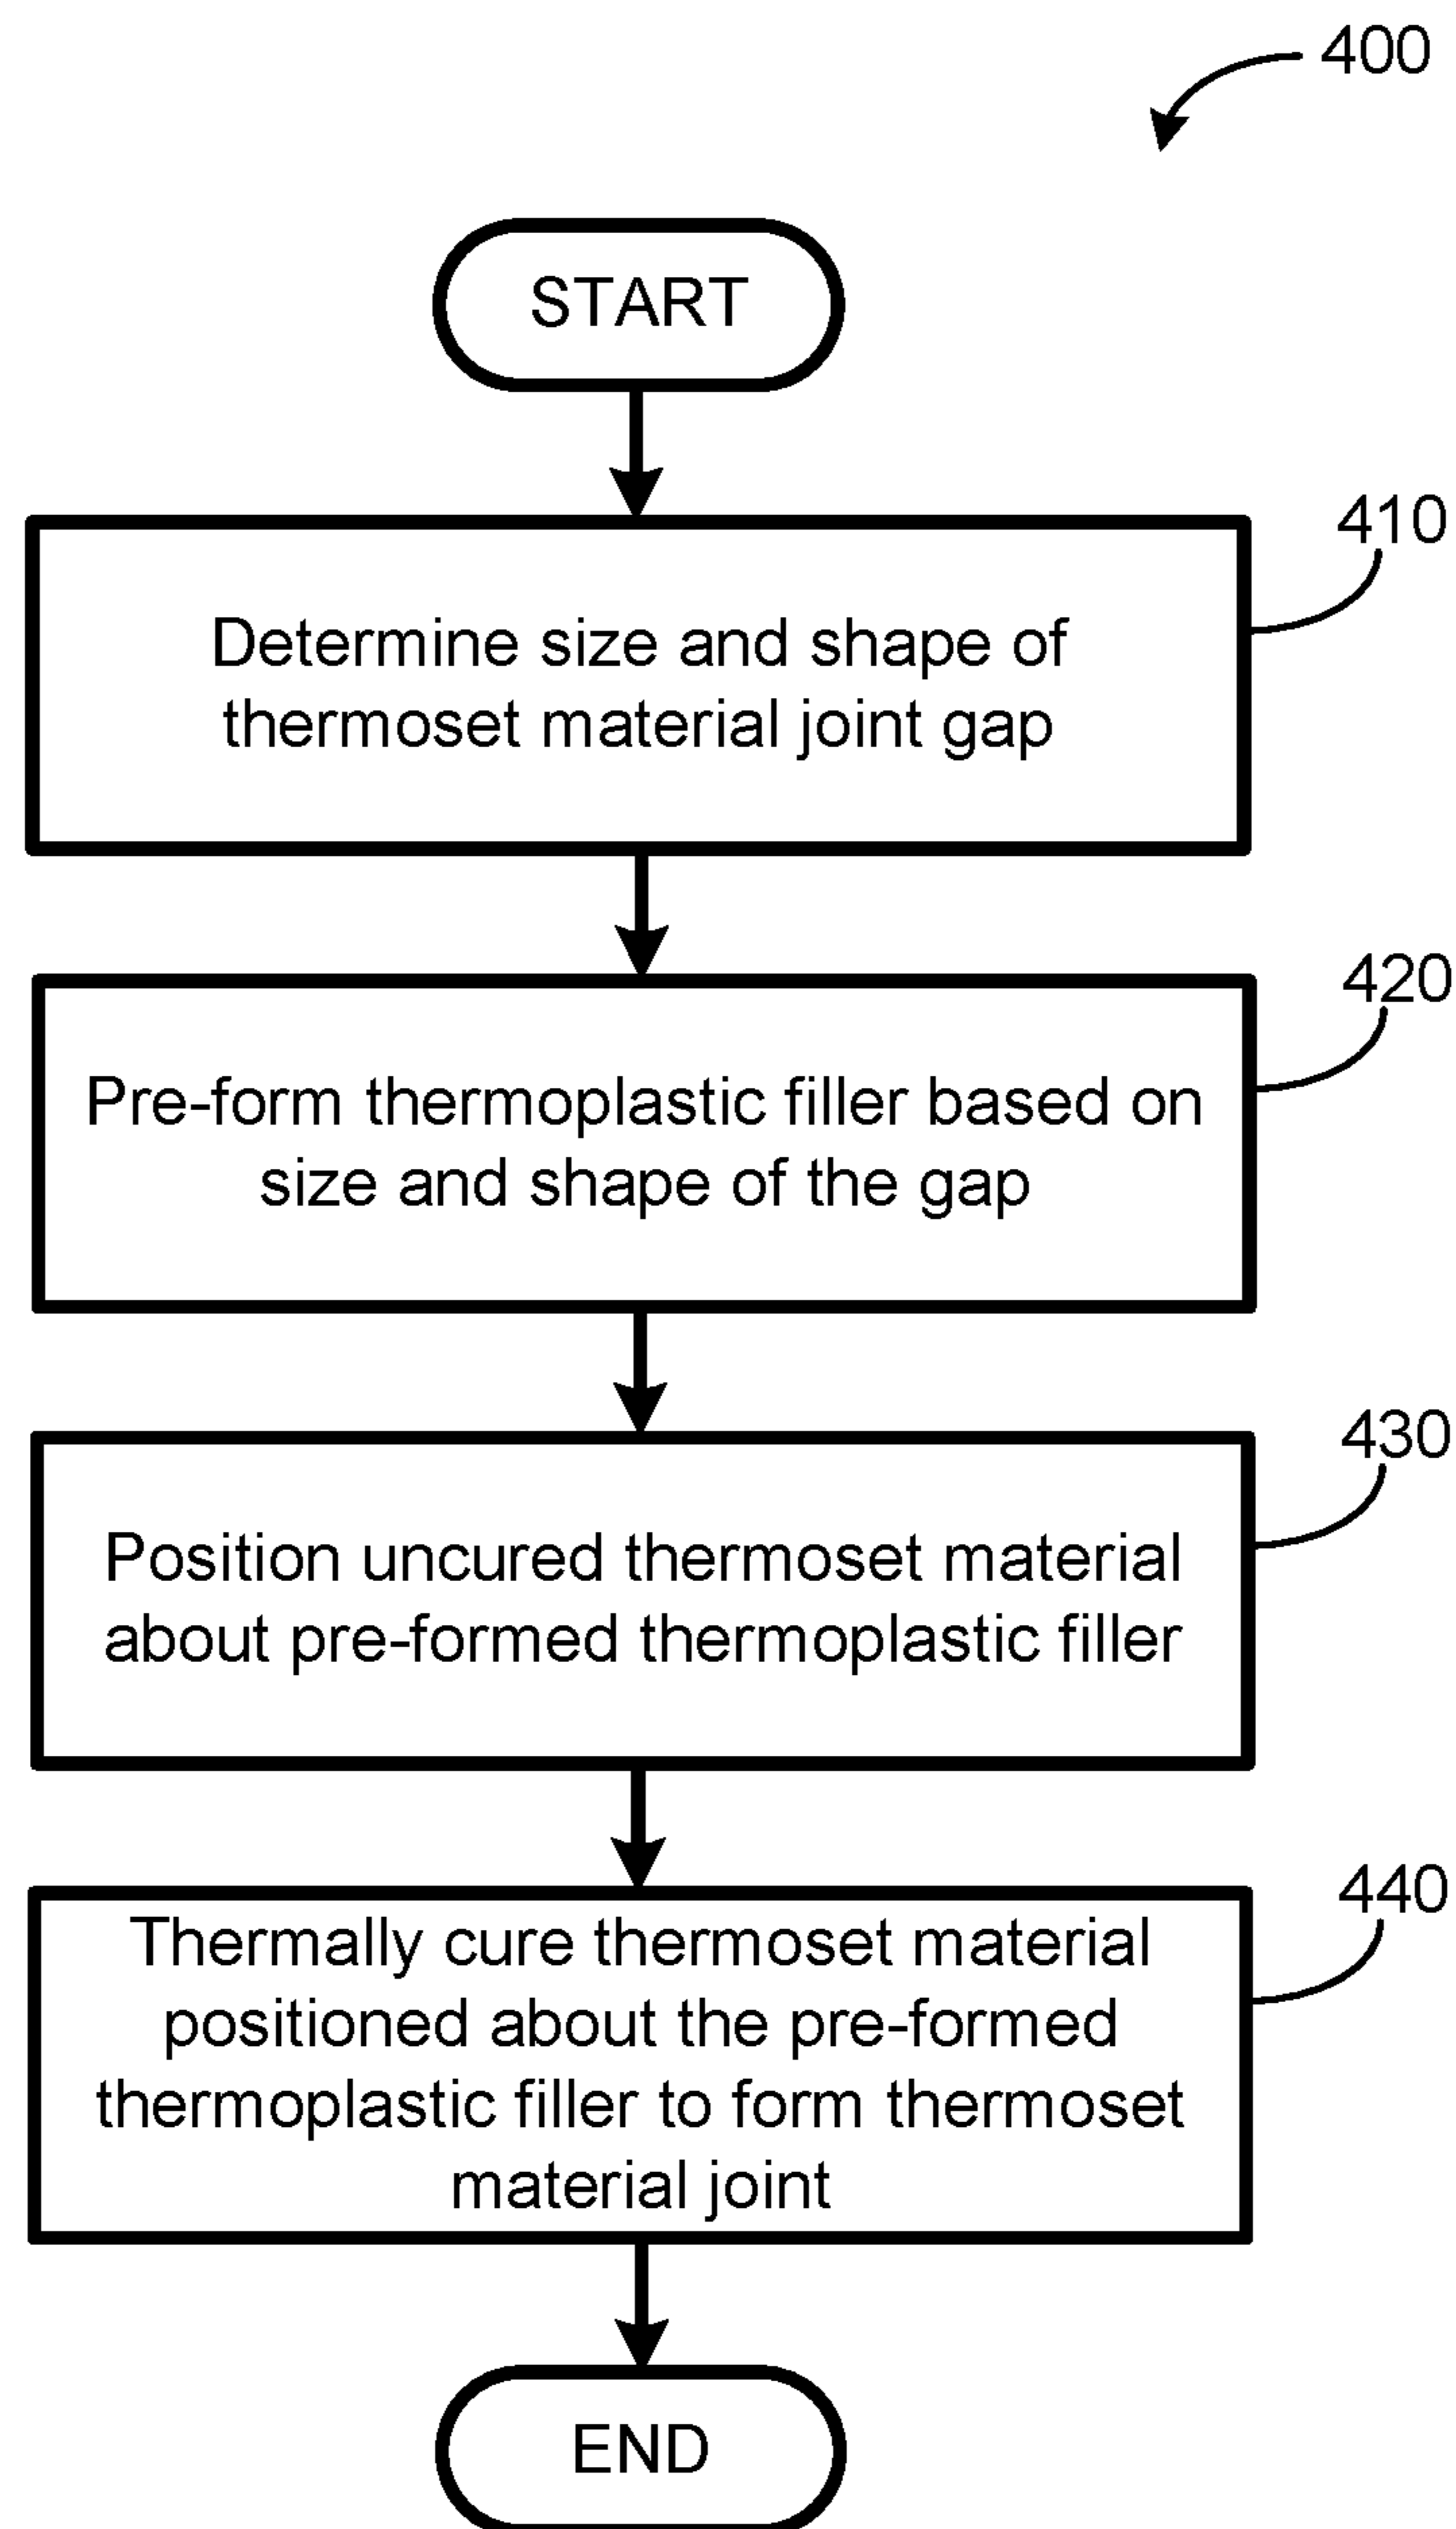 400
START
410
Determine size and shape of
thermoset material joint gap
420
Pre-form thermoplastic filler based on
size and shape of the gap
430
Position uncured thermoset material
about pre-formed thermoplastic filler
440
Thermally cure thermoset material
positioned about the pre-formed
thermoplastic filler to form thermoset
material joint
END